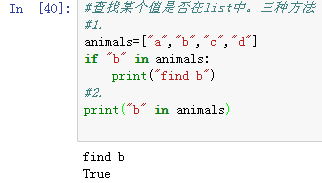 In [40]:
#查找某个值是否在list中。三种方法
#1.
animals=["a","b","c","d"]
if "b" in animals:
    print("find b")
#2.
print("b" in animals)
find b
True